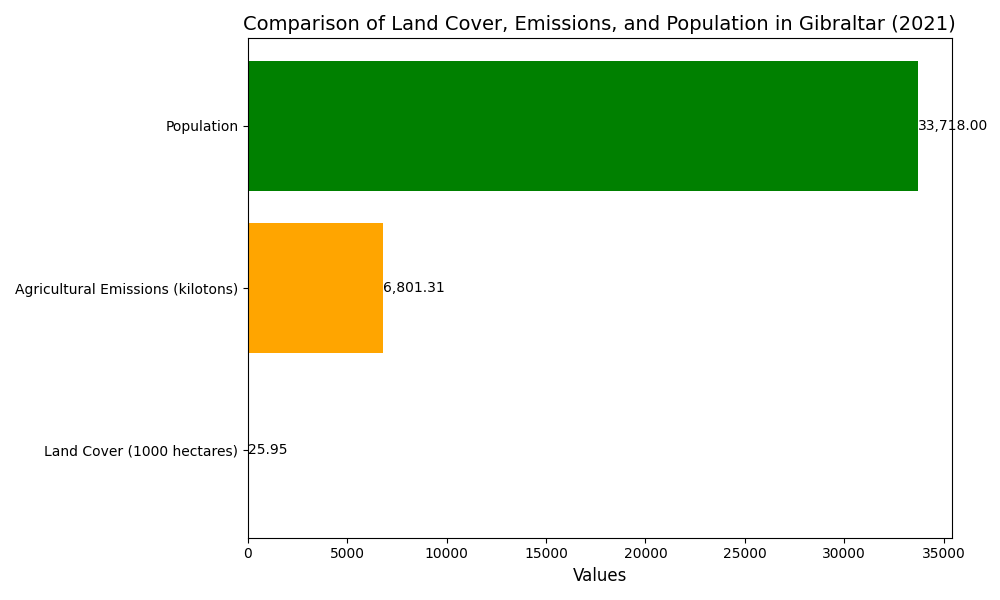 Comparison of Land Cover, Emissions, and Population in Gibraltar (2021)
Population
33,718.00
Agricultural Emissions (kilotons)
6,801.31
Land Cover (1000 hectares)
25.95
0 5000 10000 15000 20000 25000 30000 35000
Values